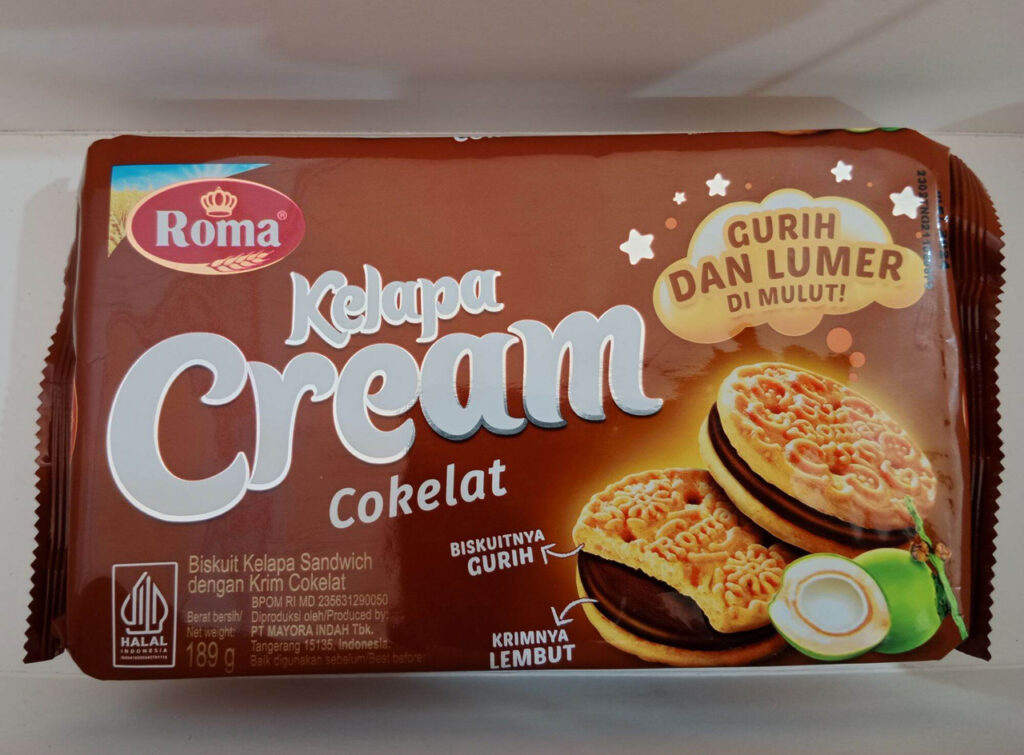 Roma®
Kelapa
Cream
Cokelat
GURIH
DAN LUMER
DI MULUT!
BISKUITNYA
GURIH
KRIMNYA
LEMBUT
HALAL
INDONESIA
Biskuit Kelapa Sandwich
dengan Krim Cokelat
BPOM RI MD 235631290050
Berat bersih/
Net weight:
189 g
Diproduksi oleh/Produced by:
PT MAYORA INDAH Tbk.
Tangerang 15135, Indonesia.
Baik digunakan sebelum/Best before: